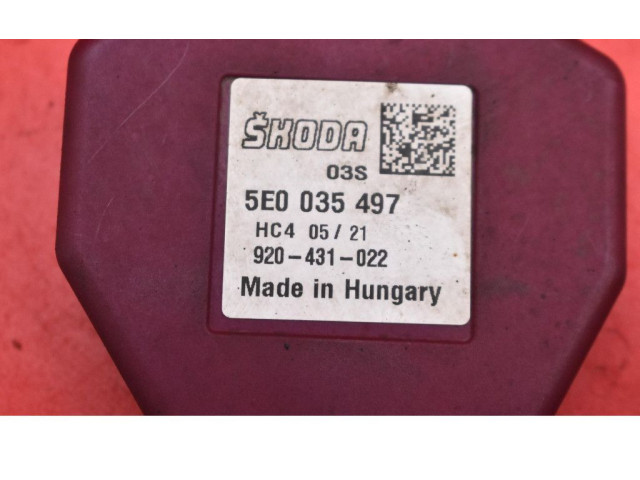 ŠKODA
03S
5E0 035 497
HC4 05/21
920-431-022
Made in Hungary